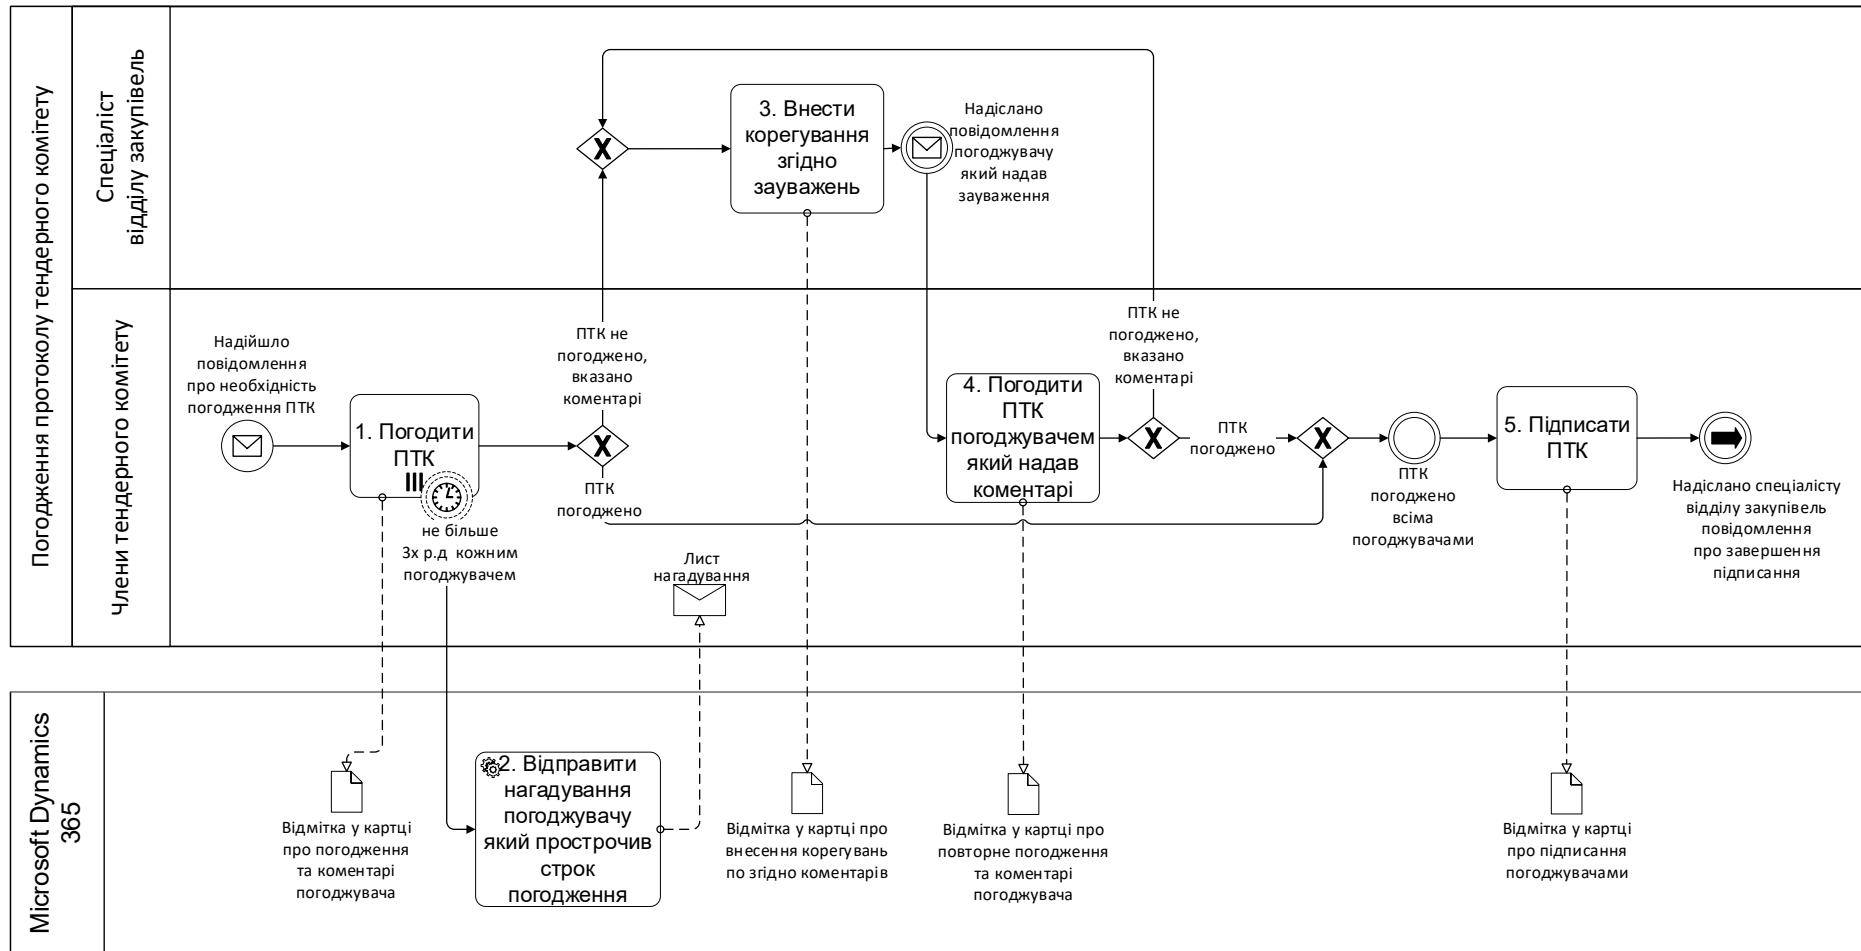 Погодження протоколу тендерного комітету
Спеціаліст
відділу закупівель
3. Внести
корегування
згідно
зауважень
Надіслано
повідомлення
погоджувачу
який надав
зауваження
X
Члени тендерного комітету
Надійшло
повідомлення
про необхідність
погодження ПТК
1. Погодити
ПТК
не більше
3х р.д кожним
погоджувачем
ПТК не
погоджено,
вказано
коментарі
X
ПТК
погоджено
Лист
нагадування
4. Погодити
ПТК
погоджувачем
який надав
коментарі
ПТК не
погоджено,
вказано
коментарі
X
ПТК
погоджено
X
ПТК
погоджено
всіма
погоджувачами
5. Підписати
ПТК
Надіслано спеціалісту
відділу закупівель
повідомлення
про завершення
підписання
Microsoft Dynamics
365
Відмітка у картці
про погодження
та коментарі
погоджувача
2. Відправити
нагадування
погоджувачу
який прострочив
строк
погодження
Відмітка у картці про
внесення корегувань
по згідно коментарів
Відмітка у картці про
повторне погодження
та коментарі
погоджувача
Відмітка у картці
про підписання
погоджувачами